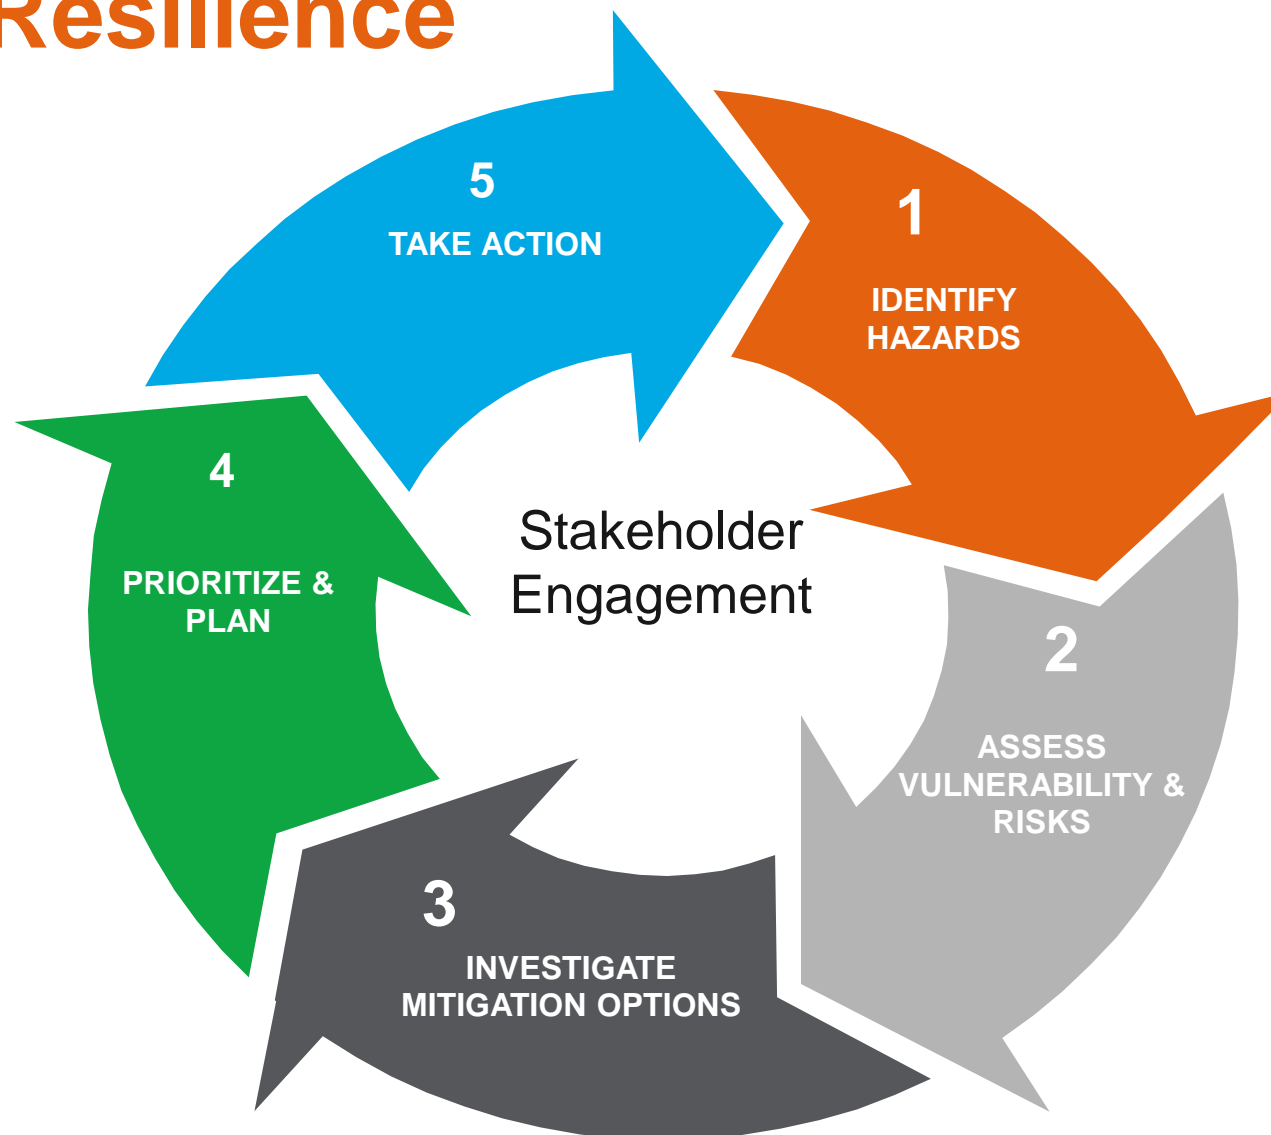 Resilience
5
TAKE ACTION
1
IDENTIFY
HAZARDS
4
PRIORITIZE &
PLAN
Stakeholder
Engagement
2
ASSESS
VULNERABILITY &
RISKS
3
INVESTIGATE
MITIGATION OPTIONS